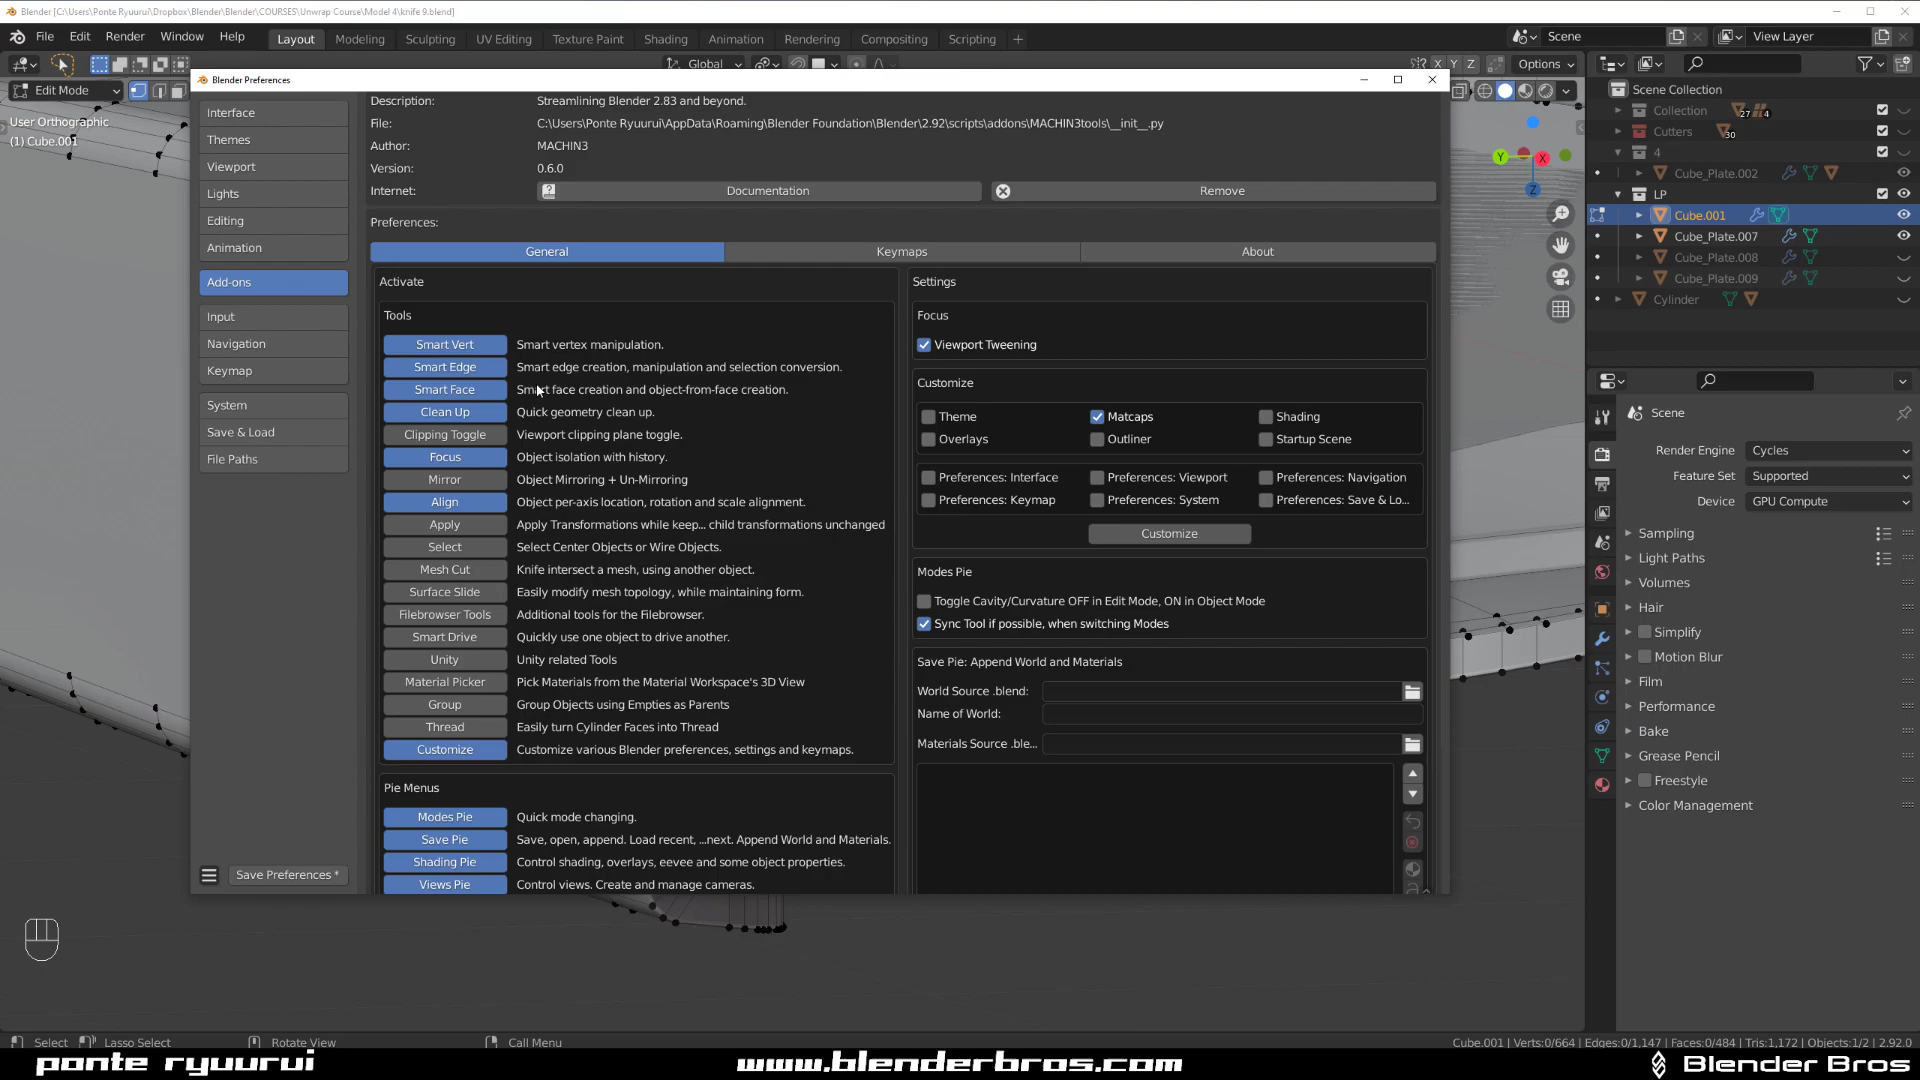 Blender [C:\Users\Ponte Ryuurui\Dropbox\Blender\Blender\COURSES\Unwrap Course\Model 4\knife 9.blend]
File Edit Render Window Help Layout Modeling Sculpting UV Editing Texture Paint Shading Animation Rendering Compositing Scripting + Scene View Layer
Global X Y Z Options
Blender Preferences
Edit Mode
User Orthographic
(1) Cube.001
Interface
Themes
Viewport
Lights
Editing
Animation
Add-ons
Input
Navigation
Keymap
System
Save & Load
File Paths
Save Preferences *
Description: Streamlining Blender 2.83 and beyond.
File: C:\Users\Ponte Ryuurui\AppData\Roaming\Blender Foundation\Blender\2.92\scripts\addons\MACHIN3tools\__init__.py
Author: MACHIN3
Version: 0.6.0
Internet: Documentation Remove
Preferences:
General Keymaps About
Activate
Tools
Smart Vert Smart vertex manipulation.
Smart Edge Smart edge creation, manipulation and selection conversion.
Smart Face Smart face creation and object-from-face creation.
Clean Up Quick geometry clean up.
Clipping Toggle Viewport clipping plane toggle.
Focus Object isolation with history.
Mirror Object Mirroring + Un-Mirroring
Align Object per-axis location, rotation and scale alignment.
Apply Apply Transformations while keep... child transformations unchanged
Select Select Center Objects or Wire Objects.
Mesh Cut Knife intersect a mesh, using another object.
Surface Slide Easily modify mesh topology, while maintaining form.
Filebrowser Tools Additional tools for the Filebrowser.
Smart Drive Quickly use one object to drive another.
Unity Unity related Tools
Material Picker Pick Materials from the Material Workspace's 3D View
Group Group Objects using Empties as Parents
Thread Easily turn Cylinder Faces into Thread
Customize Customize various Blender preferences, settings and keymaps.
Pie Menus
Modes Pie Quick mode changing.
Save Pie Save, open, append. Load recent, ...next. Append World and Materials.
Shading Pie Control shading, overlays, eevee and some object properties.
Views Pie Control views. Create and manage cameras.
Settings
Focus
Viewport Tweening
Customize
Theme Matcaps Shading
Overlays Outliner Startup Scene
Preferences: Interface Preferences: Viewport Preferences: Navigation
Preferences: Keymap Preferences: System Preferences: Save & Lo...
Customize
Modes Pie
Toggle Cavity/Curvature OFF in Edit Mode, ON in Object Mode
Sync Tool if possible, when switching Modes
Save Pie: Append World and Materials
World Source .blend:
Name of World:
Materials Source .ble...
Y X
Z
Scene Collection
Collection 27 4
Cutters 30
4
Cube_Plate.002
LP
Cube.001
Cube_Plate.007
Cube_Plate.008
Cube_Plate.009
Cylinder
Scene
Render Engine Cycles
Feature Set Supported
Device GPU Compute
Sampling
Light Paths
Volumes
Hair
Simplify
Motion Blur
Film
Performance
Bake
Grease Pencil
Freestyle
Color Management
Select Lasso Select Rotate View Call Menu Cube.001 | Verts:0/664 | Edges:0/1,147 | Faces:0/484 | Tris:1,172 | Objects:1/2 | 2.92.0
ponte ryuurui www.blenderbros.com Blender Bros